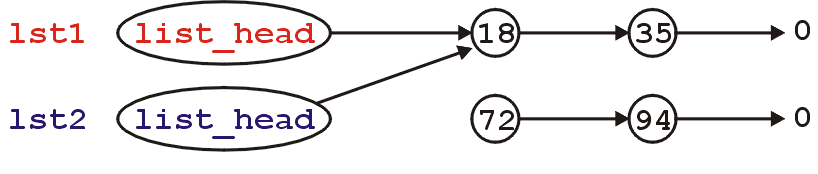 lst1 list_head 18 35 0
lst2 list_head 72 94 0